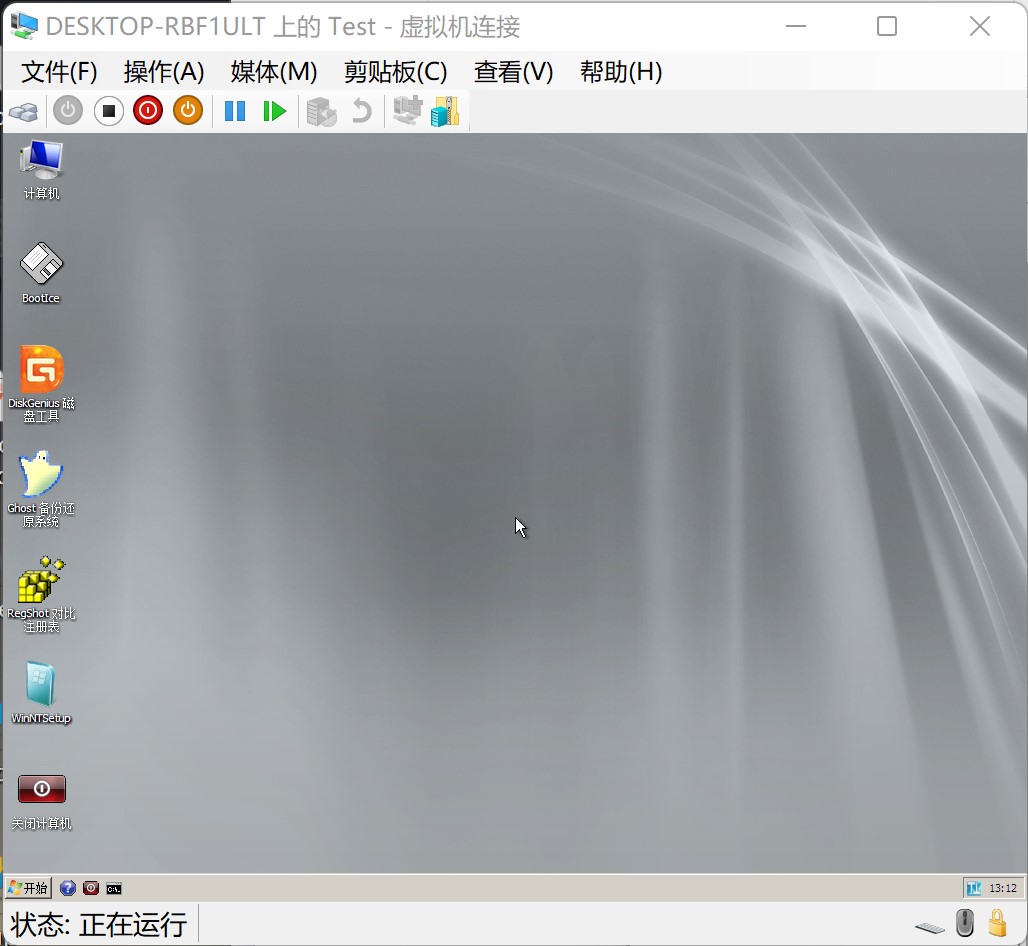 DESKTOP-RBF1ULT 上的 Test - 虚拟机连接
文件(F) 操作(A) 媒体(M) 剪贴板(C) 查看(V) 帮助(H)
计算机
BootIce
DiskGenius 磁
盘工具
Ghost 备份还
原系统
RegShot 对比
注册表
WinNTSetup
关闭计算机
开始
C:\.
13:12
状态: 正在运行